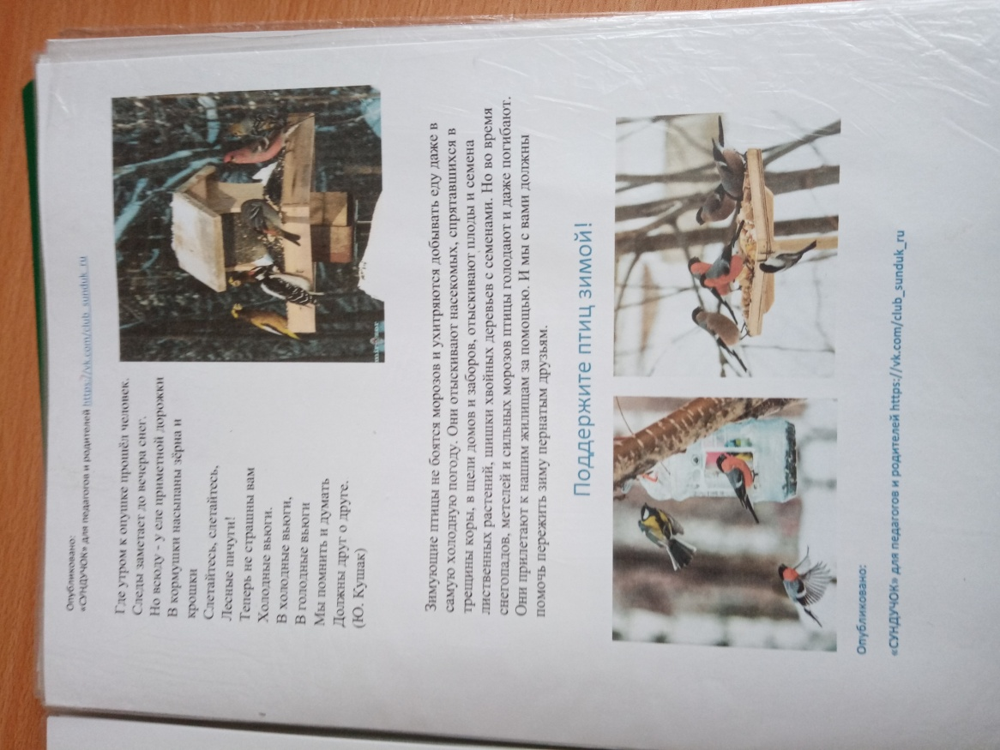 Опубликовано:
«СУНДУЧОК» для педагогов и родителей https://vk.com/club_sunduk_ru
Где утром к опушке прошёл человек.
Следы заметает до вечера снег.
Но всюду - у еле приметной дорожки
В кормушки насыпаны зёрна и
крошки
Слетайтесь, слетайтесь,
Лесные пичуги!
Теперь не страшны вам
Холодные вьюги.
В холодные вьюги,
В голодные вьюги
Мы помнить и думать
Должны друг о друге.
(Ю. Кушак)
Зимующие птицы не боятся морозов и ухитряются добывать еду даже в
самую холодную погоду. Они отыскивают насекомых, спрятавшихся в
трещины коры, в щели домов и заборов, отыскивают плоды и семена
лиственных растений, шишки хвойных деревьев с семенами. Но во время
снегопадов, метелей и сильных морозов птицы голодают и даже погибают.
Они прилетают к нашим жилищам за помощью. И мы с вами должны
помочь пережить зиму пернатым друзьям.
Поддержите птиц зимой!
Опубликовано:
«СУНДУЧОК» для педагогов и родителей https://vk.com/club_sunduk_ru